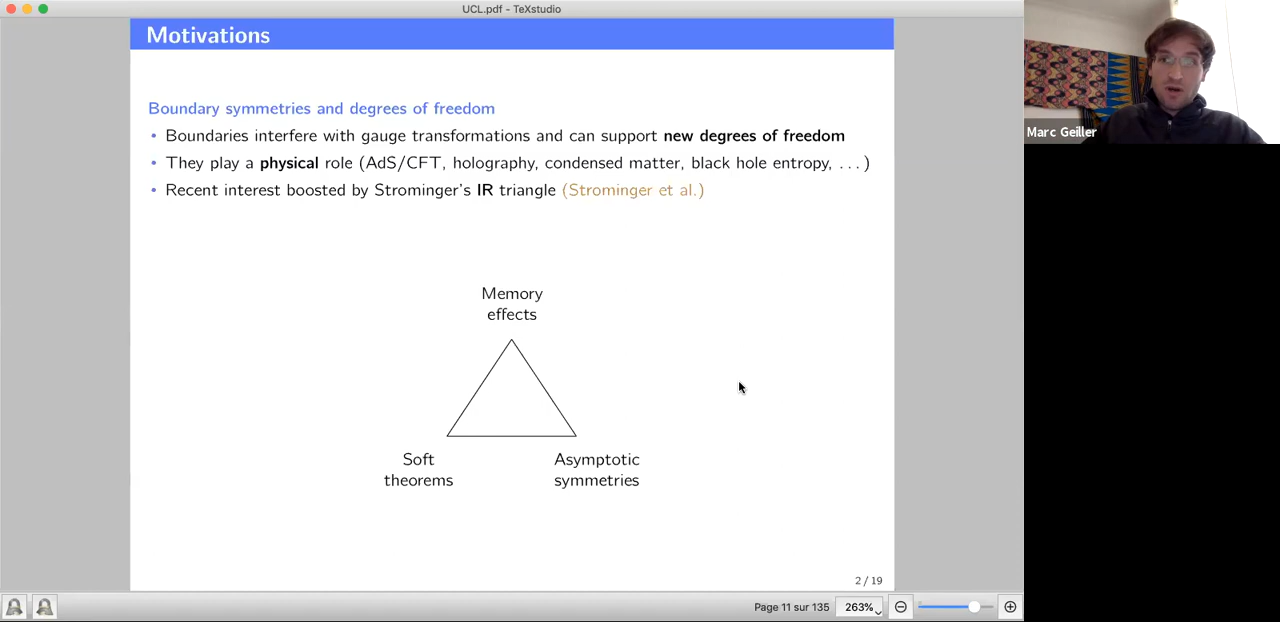 UCL.pdf - TeXstudio
Motivations
Boundary symmetries and degrees of freedom
• Boundaries interfere with gauge transformations and can support new degrees of freedom
• They play a physical role (AdS/CFT, holography, condensed matter, black hole entropy, ...)
• Recent interest boosted by Strominger's IR triangle (Strominger et al.)
Memory
effects
Soft
theorems
Asymptotic
symmetries
2 / 19
Page 11 sur 135
263%
Marc Geiller